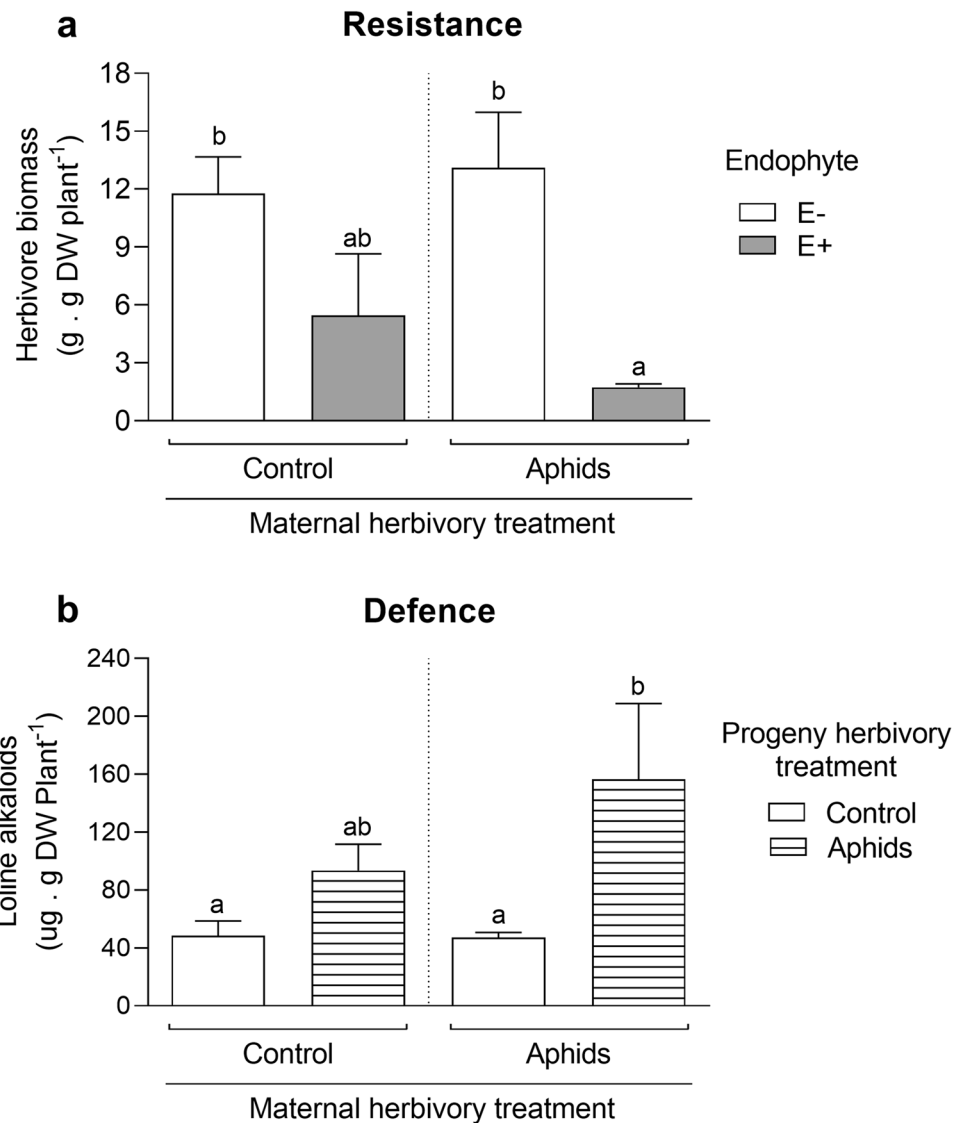 a
Resistance
Herbivore biomass
(g . g DW plant⁻¹)
18
15
12
9
6
3
0
b
ab
b
a
Endophyte
E-
E+
Control
Aphids
Maternal herbivory treatment
b
Defence
Loline alkaloids
(ug . g DW Plant⁻¹)
240
200
160
120
80
40
0
a
ab
a
b
Progeny herbivory
treatment
Control
Aphids
Control
Aphids
Maternal herbivory treatment